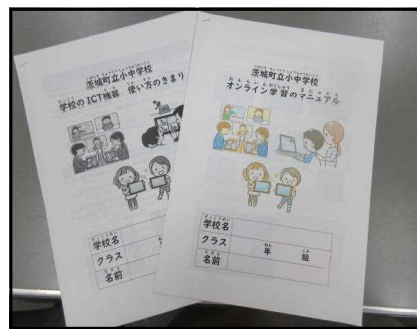 茨城町立小中学校
学校のICT機器 使い方のきまり
学校名
クラス
名前
茨城町立小中学校
オンライン学習のマニュアル
学校名
クラス 年 組
名前